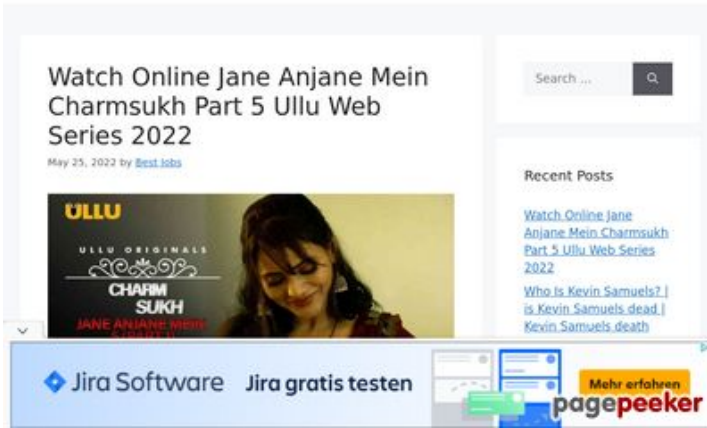 Watch Online Jane Anjane Mein
Charmsukh Part 5 Ullu Web
Series 2022
May 25, 2022 by Best Jobs
ULLU
ULLU ORIGINALS
CHARM
SUKH
JANE ANJANE MEIN
5 (PART 1)
Search ...
Recent Posts
Watch Online Jane
Anjane Mein Charmsukh
Part 5 Ullu Web Series
2022
Who Is Kevin Samuels? |
is Kevin Samuels dead |
Kevin Samuels death
Jira Software Jira gratis testen
Mehr erfahren
pagepeeker